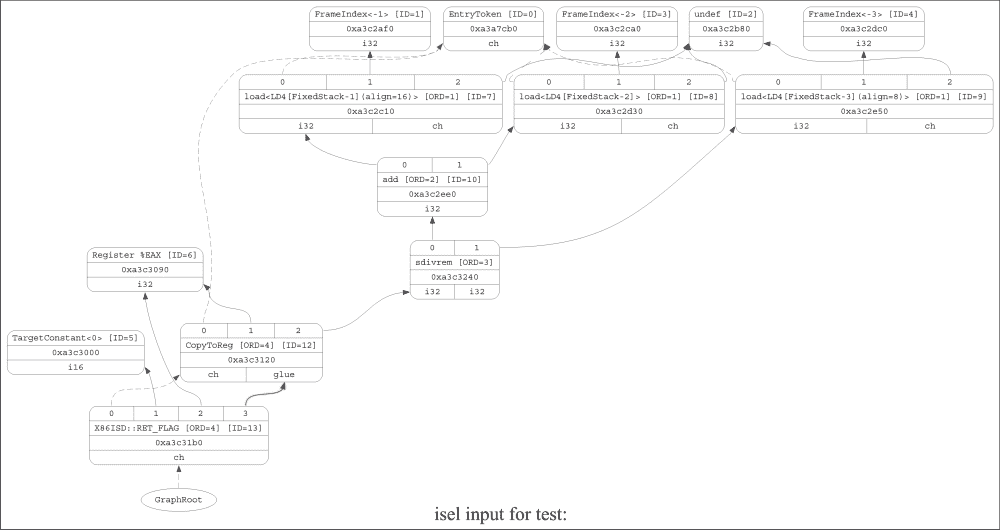 FrameIndex<-1> [ID=1]
0xa3c2af0
i32
EntryToken [ID=0]
0xa3a7cb0
ch
FrameIndex<-2> [ID=3]
0xa3c2ca0
i32
undef [ID=2]
0xa3c2b80
i32
FrameIndex<-3> [ID=4]
0xa3c2dc0
i32
0 1 2
load<LD4[FixedStack-1](align=16)> [ORD=1] [ID=7]
0xa3c2c10
i32 ch
0 1 2
load<LD4[FixedStack-2]> [ORD=1] [ID=8]
0xa3c2d30
i32 ch
0 1 2
load<LD4[FixedStack-3](align=8)> [ORD=1] [ID=9]
0xa3c2e50
i32 ch
0 1
add [ORD=2] [ID=10]
0xa3c2ee0
i32
0 1
sdivrem [ORD=3]
0xa3c3240
i32 i32
Register %EAX [ID=6]
0xa3c3090
i32
0 1 2
CopyToReg [ORD=4] [ID=12]
0xa3c3120
ch glue
TargetConstant<0> [ID=5]
0xa3c3000
i16
0 1 2 3
X86ISD::RET_FLAG [ORD=4] [ID=13]
0xa3c31b0
ch
GraphRoot
isel input for test: